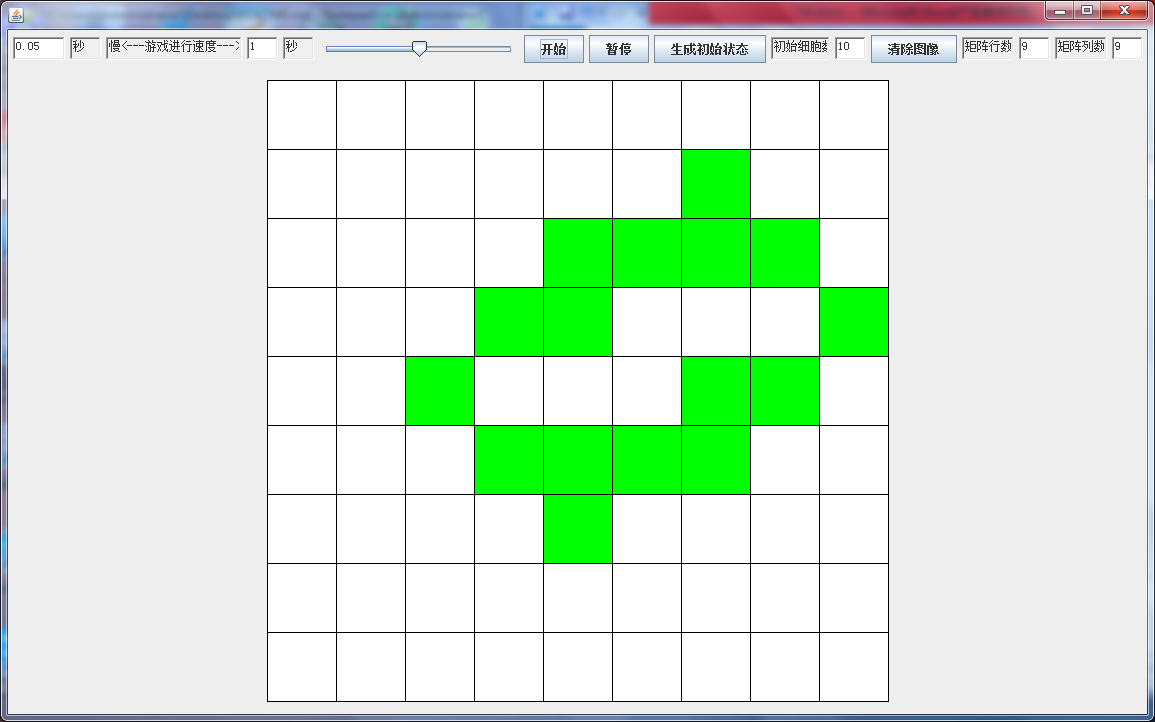 0.05 秒 慢<---游戏进行速度---> 1 秒 开始 暂停 生成初始状态 初始细胞数 10 清除图像 矩阵行数 9 矩阵列数 9